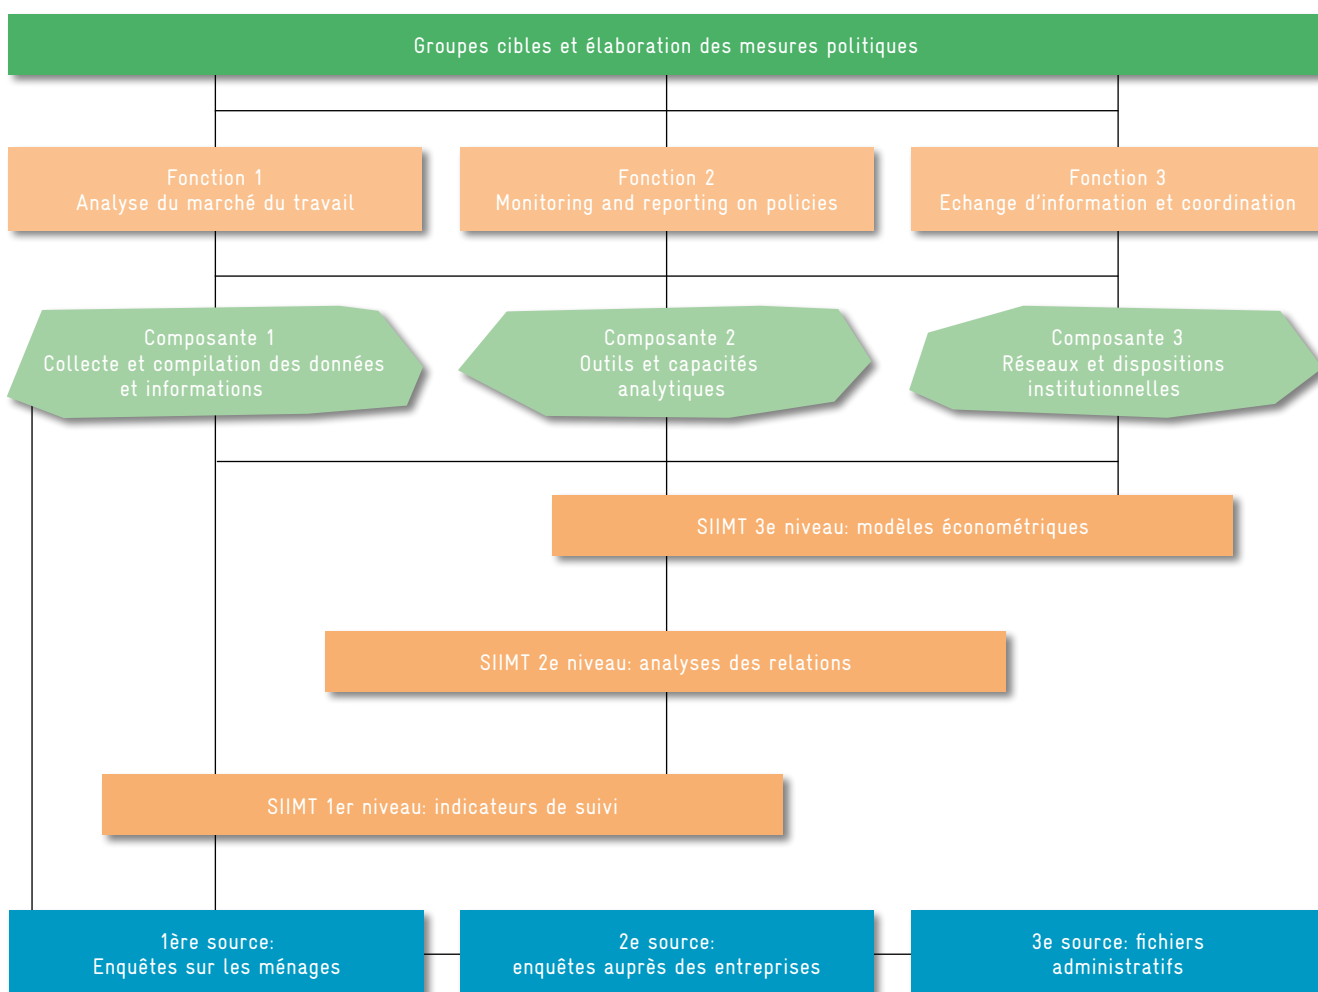 Groupes cibles et élaboration des mesures politiques
Fonction 1
Analyse du marché du travail
Fonction 2
Monitoring and reporting on policies
Fonction 3
Echange d'information et coordination
Composante 1
Collecte et compilation des données
et informations
Composante 2
Outils et capacités
analytiques
Composante 3
Réseaux et dispositions
institutionnelles
SIIMT 3e niveau: modèles économétriques
SIIMT 2e niveau: analyses des relations
SIIMT 1er niveau: indicateurs de suivi
1ère source:
Enquêtes sur les ménages
2e source:
enquêtes auprès des entreprises
3e source: fichiers
administratifs